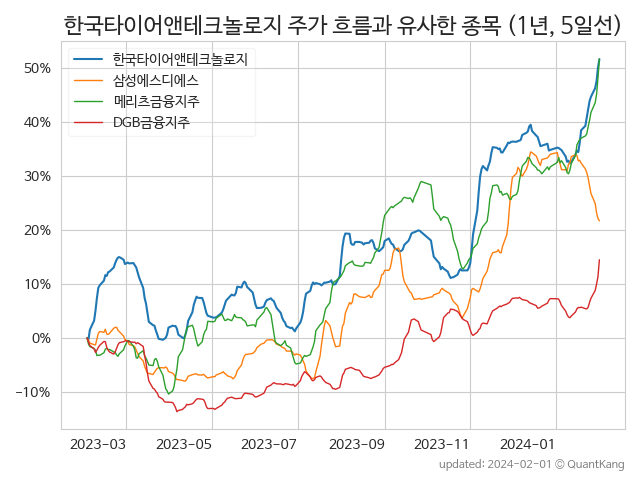 한국타이어앤테크놀로지 주가 흐름과 유사한 종목 (1년, 5일선)
한국타이어앤테크놀로지
삼성에스디에스
메리츠금융지주
DGB금융지주
50%
40%
30%
20%
10%
0%
−10%
2023-03 2023-05 2023-07 2023-09 2023-11 2024-01
updated: 2024-02-01 © QuantKang